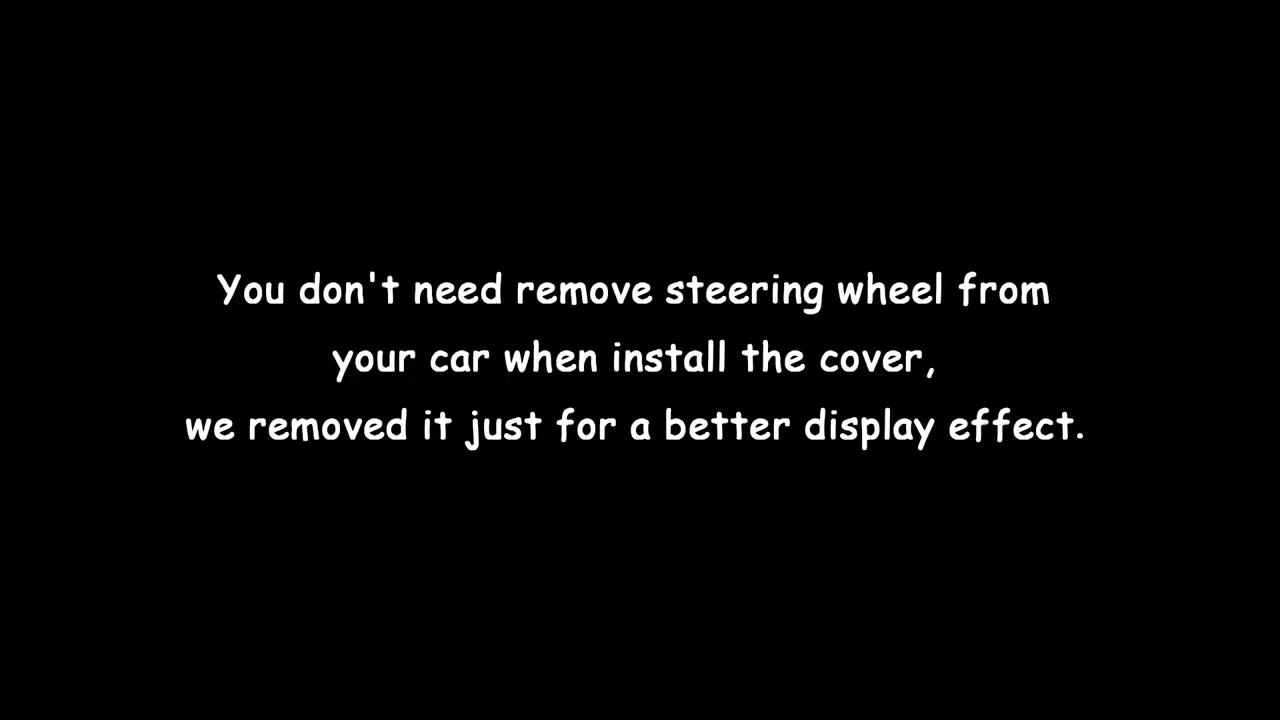 You don't need remove steering wheel from
your car when install the cover,
we removed it just for a better display effect.